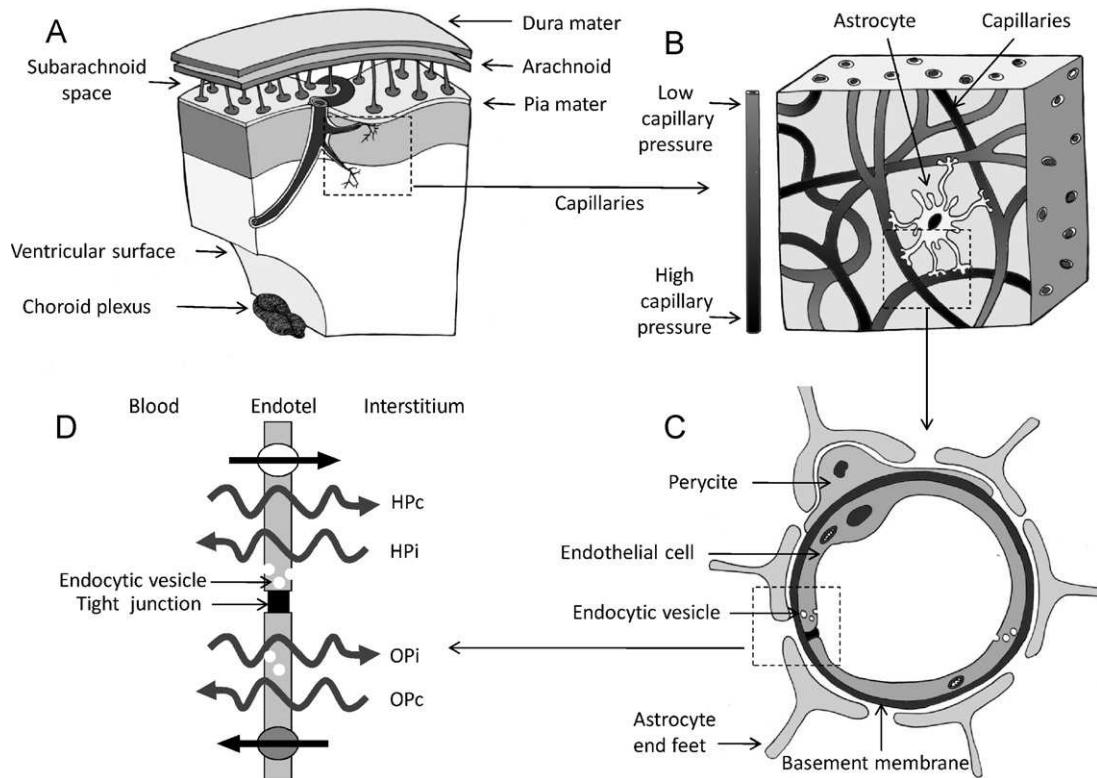 A
Dura mater
Subarachnoid
space
Arachnoid
Pia mater
Capillaries
Ventricular surface
Choroid plexus
B
Astrocyte
Capillaries
Low
capillary
pressure
High
capillary
pressure
D
Blood
Endotel
Interstitium
HPc
HPi
Endocytic vesicle
Tight junction
OPi
OPc
C
Perycite
Endothelial cell
Endocytic vesicle
Astrocyte
end feet
Basement membrane